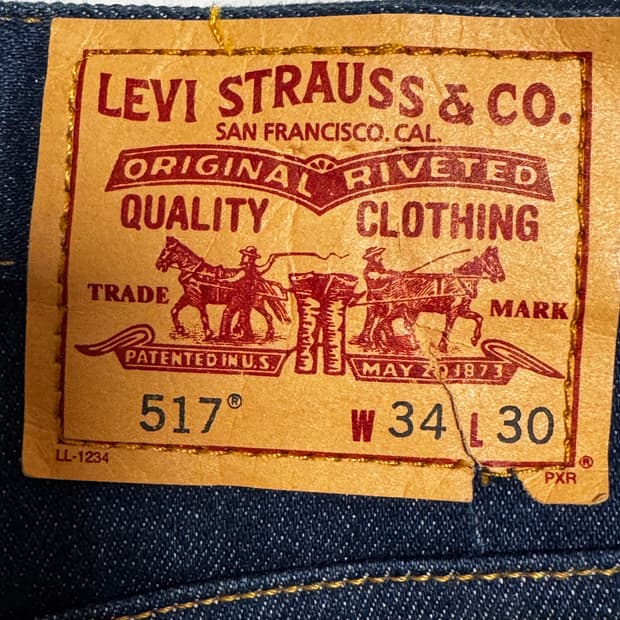 LEVI STRAUSS & CO.
SAN FRANCISCO. CAL.
ORIGINAL RIVETED
QUALITY CLOTHING
TRADE MARK
PATENTED IN U.S. MAY 20 1873
517® W 34 L 30
LL-1234 PXR ®